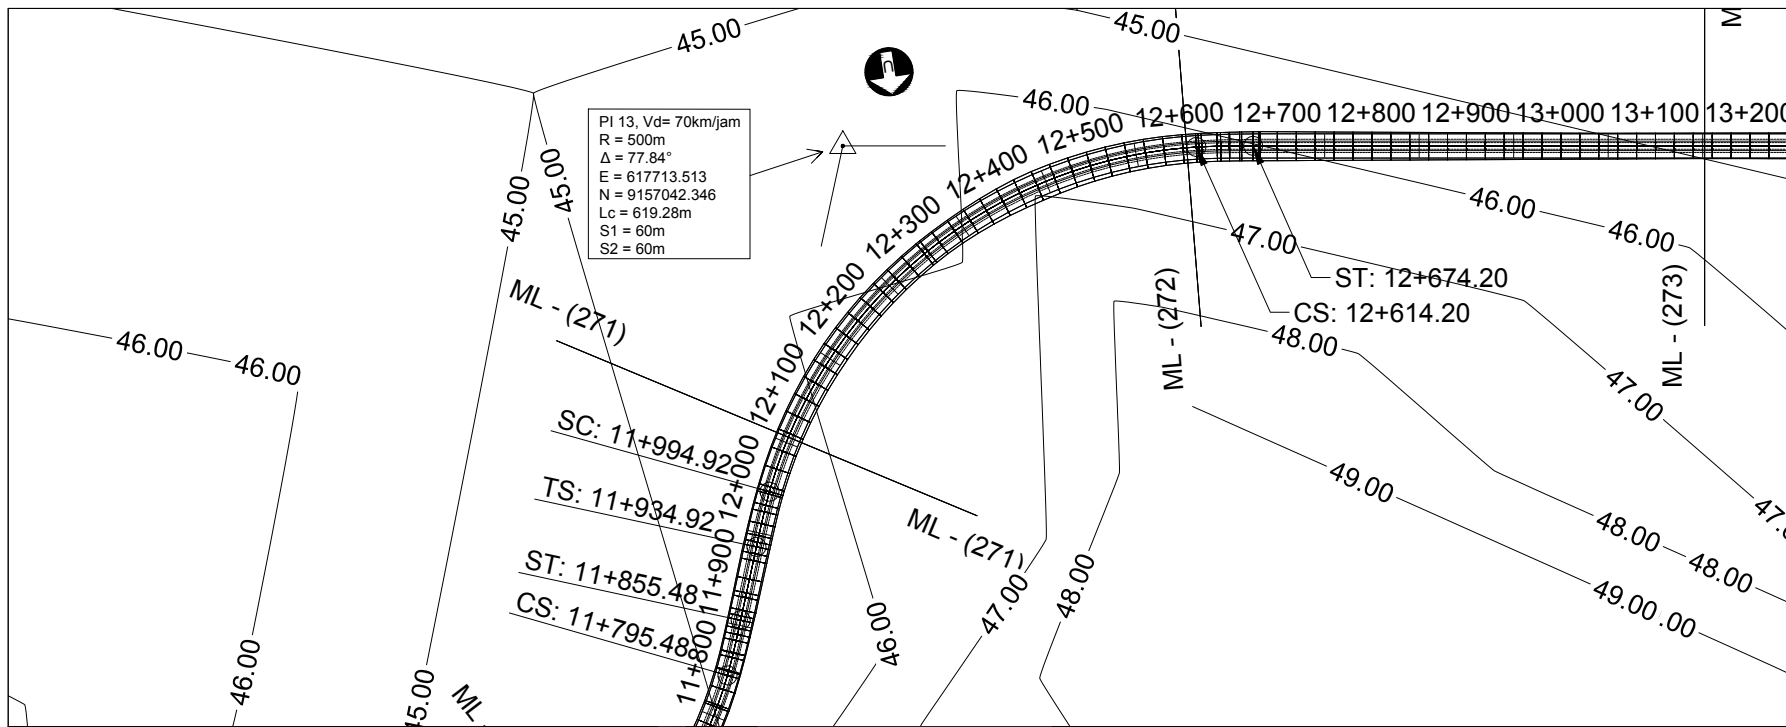 45.00
45.00
46.00
12+600 12+700 12+800 12+900 13+000 13+100 13+200
12+500
PI 13, Vd= 70km/jam
R = 500m
Δ = 77.84°
E = 617713.513
N = 9157042.346
Lc = 619.28m
S1 = 60m
S2 = 60m
12+400
45.00
45.00
12+300
46.00
46.00
47.00
ST: 12+674.20
CS: 12+614.20
12+200
ML - (271)
ML - (272)
ML - (273)
48.00
46.00
46.00
12+100
47.00
SC: 11+994.92
12+000
TS: 11+934.92
49.00
ML - (271)
11+900
48.00
48.00
ST: 11+855.48
CS: 11+795.48
48.00
47.00
49.00
.00
46.00
46.00
11+800
45.00